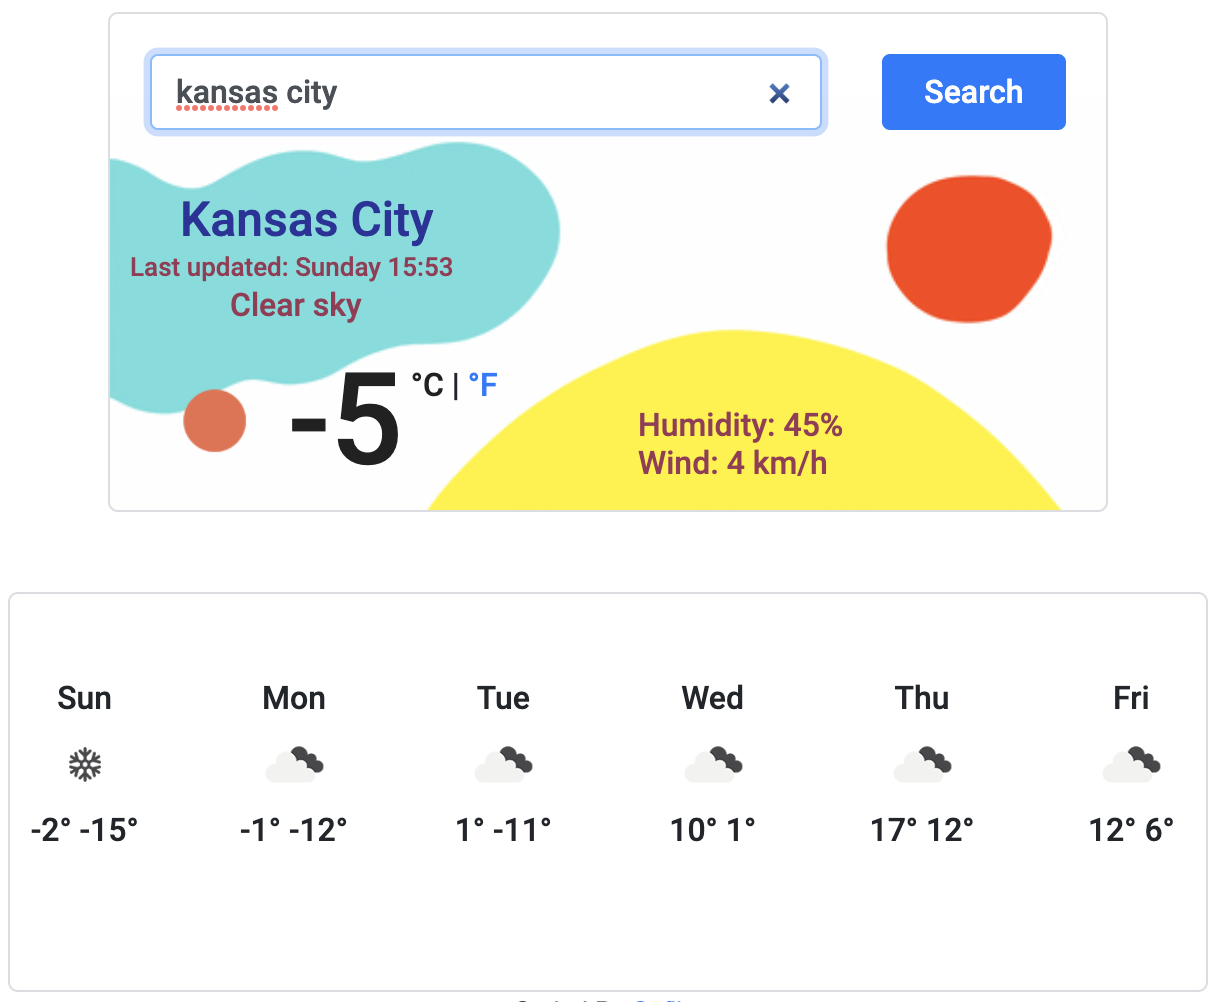 kansas city
Search
Kansas City
Last updated: Sunday 15:53
Clear sky
-5 °C | °F
Humidity: 45%
Wind: 4 km/h
Sun Mon Tue Wed Thu Fri
-2° -15° -1° -12° 1° -11° 10° 1° 17° 12° 12° 6°